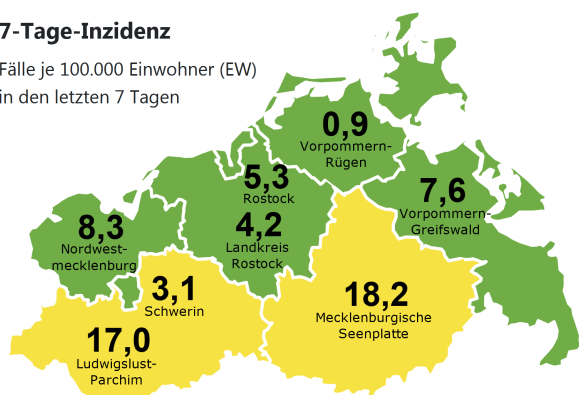 7-Tage-Inzidenz
Fälle je 100.000 Einwohner (EW)
in den letzten 7 Tagen
0,9
Vorpommern-
Rügen
5,3
Rostock
7,6
Vorpommern-
Greifswald
8,3
Nordwest-
mecklenburg
4,2
Landkreis
Rostock
3,1
Schwerin
18,2
Mecklenburgische
Seenplatte
17,0
Ludwigslust-
Parchim